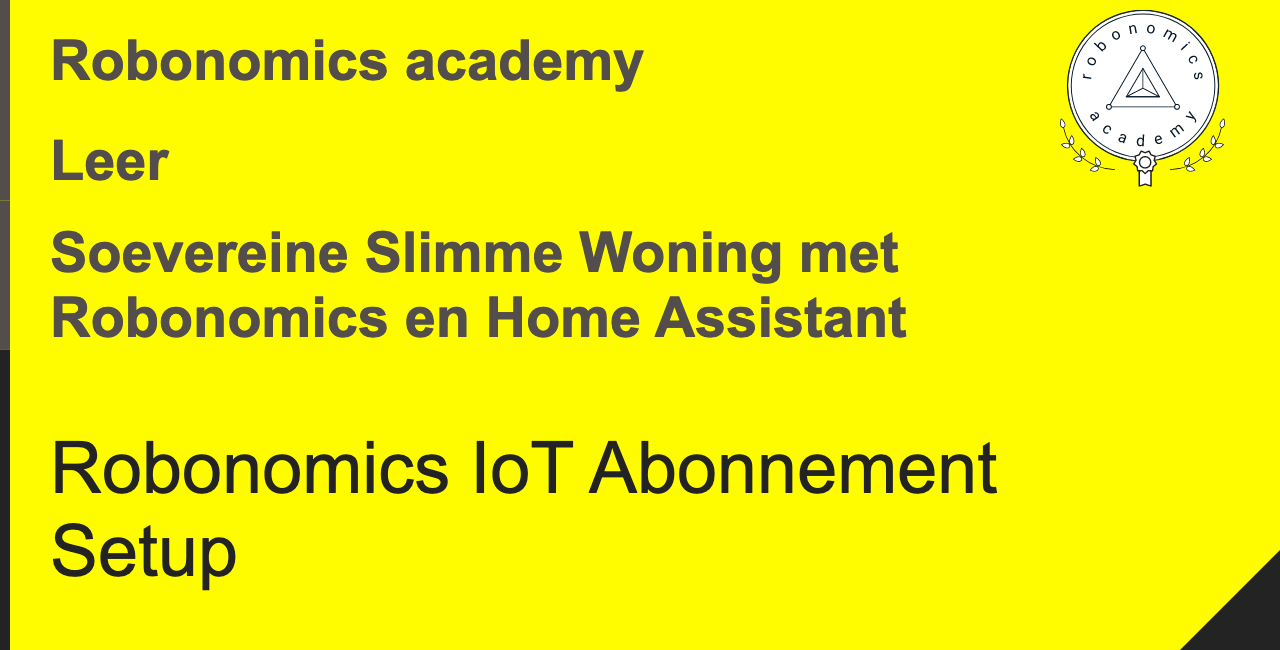 Robonomics academy
Leer
Soevereine Slimme Woning met
Robonomics en Home Assistant
Robonomics IoT Abonnement
Setup
robonomics
academy